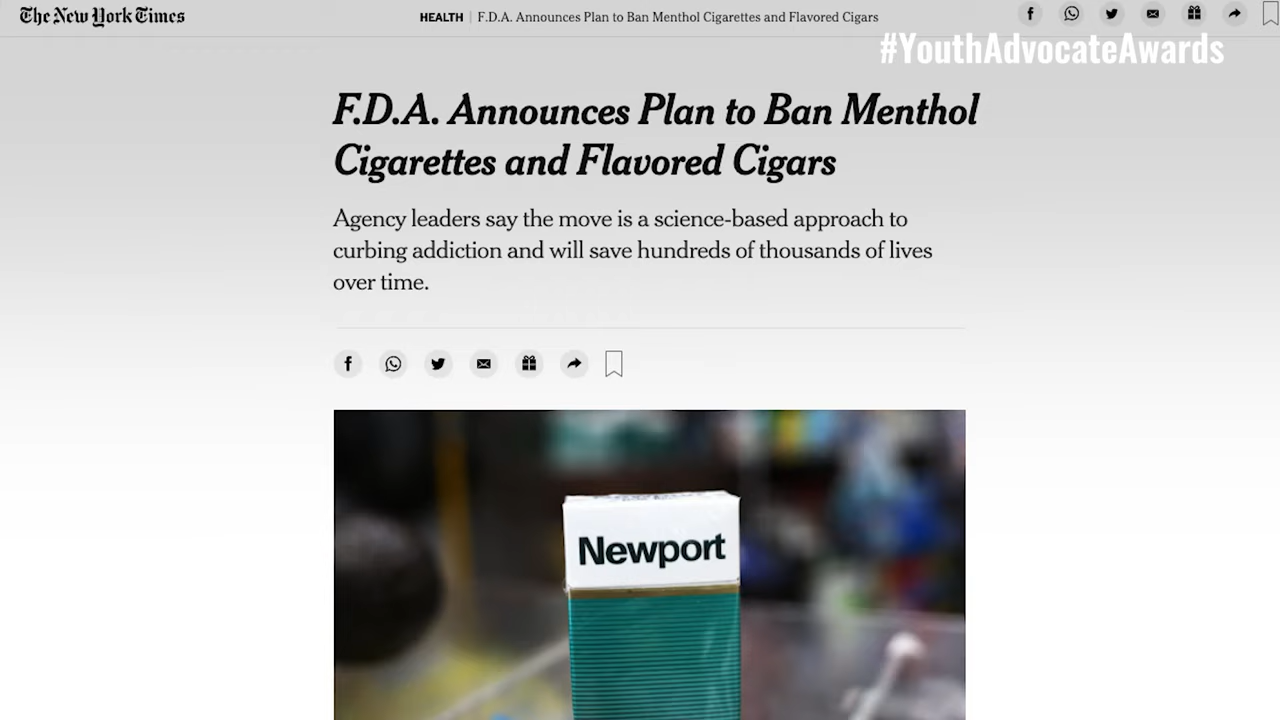 The New York Times
HEALTH | F.D.A. Announces Plan to Ban Menthol Cigarettes and Flavored Cigars
#YouthAdvocateAwards
F.D.A. Announces Plan to Ban Menthol
Cigarettes and Flavored Cigars
Agency leaders say the move is a science-based approach to
curbing addiction and will save hundreds of thousands of lives
over time.
Newport